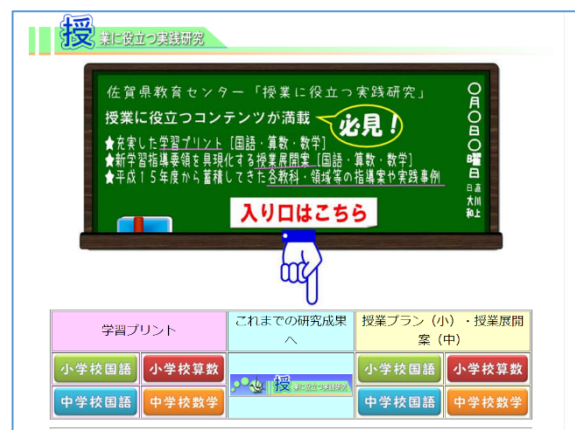 授業に役立つ実践研究
佐賀県教育センター「授業に役立つ実践研究」
授業に役立つコンテンツが満載
必見!
★充実した学習プリント[国語・算数・数学]
★新学習指導要領を具現化する授業展開案[国語・算数・数学]
★平成15年度から蓄積してきた各教科・領域等の指導案や実践事例
〇月〇日〇曜日
日直
大川
和上
入り口はこちら
学習プリント
これまでの研究成果
へ
授業プラン(小)・授業展開
案(中)
小学校国語 小学校算数
小学校国語 小学校算数
授業に役立つ実践研究
中学校国語 中学校数学
中学校国語 中学校数学